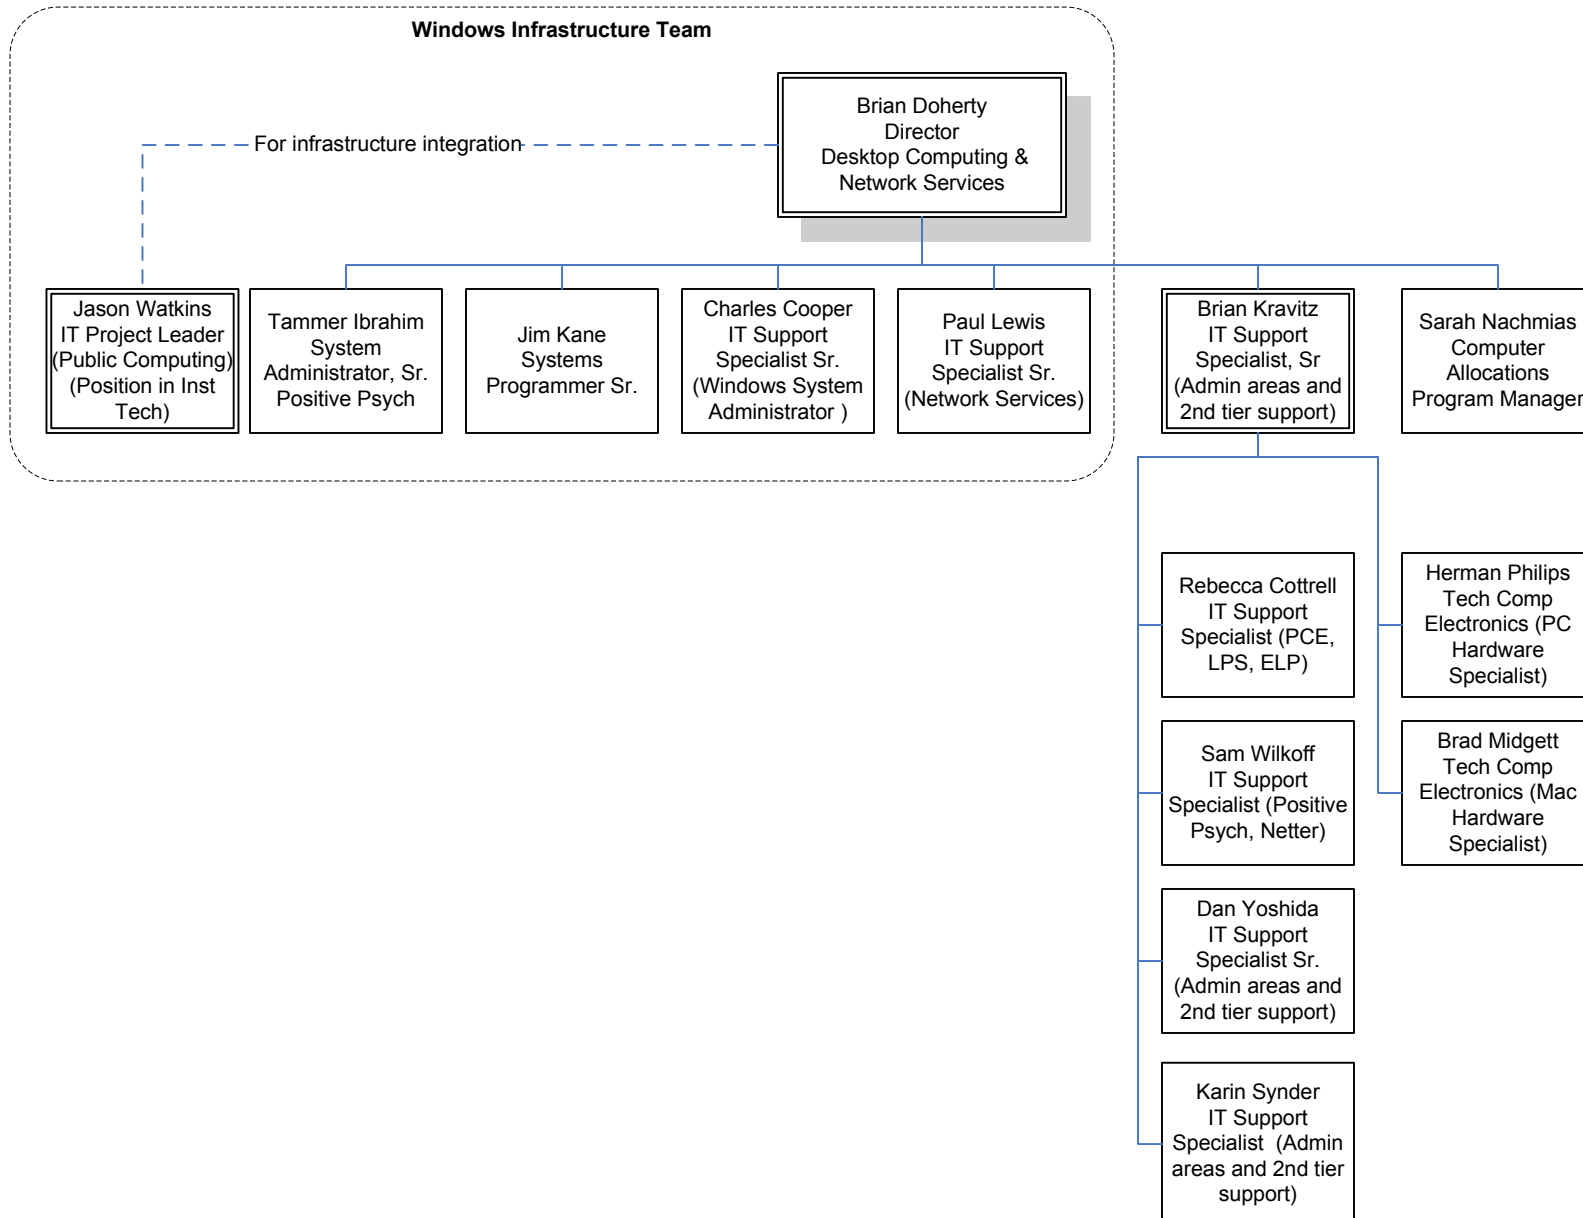 Windows Infrastructure Team
Brian Doherty
Director
Desktop Computing &
Network Services
For infrastructure integration
Jason Watkins
IT Project Leader
(Public Computing)
(Position in Inst
Tech)
Tammer Ibrahim
System
Administrator, Sr.
Positive Psych
Jim Kane
Systems
Programmer Sr.
Charles Cooper
IT Support
Specialist Sr.
(Windows System
Administrator )
Paul Lewis
IT Support
Specialist Sr.
(Network Services)
Brian Kravitz
IT Support
Specialist, Sr
(Admin areas and
2nd tier support)
Sarah Nachmias
Computer
Allocations
Program Manager
Rebecca Cottrell
IT Support
Specialist (PCE,
LPS, ELP)
Herman Philips
Tech Comp
Electronics (PC
Hardware
Specialist)
Sam Wilkoff
IT Support
Specialist (Positive
Psych, Netter)
Brad Midgett
Tech Comp
Electronics (Mac
Hardware
Specialist)
Dan Yoshida
IT Support
Specialist Sr.
(Admin areas and
2nd tier support)
Karin Synder
IT Support
Specialist  (Admin
areas and 2nd tier
support)